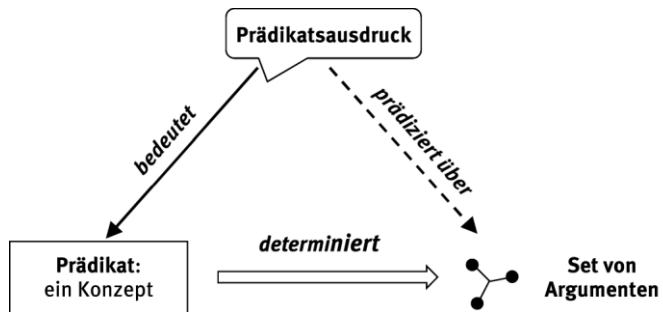 Prädikatsausdruck
bedeutet
prädiziert über
determiniert
Prädikat:
ein Konzept
Set von
Argumenten